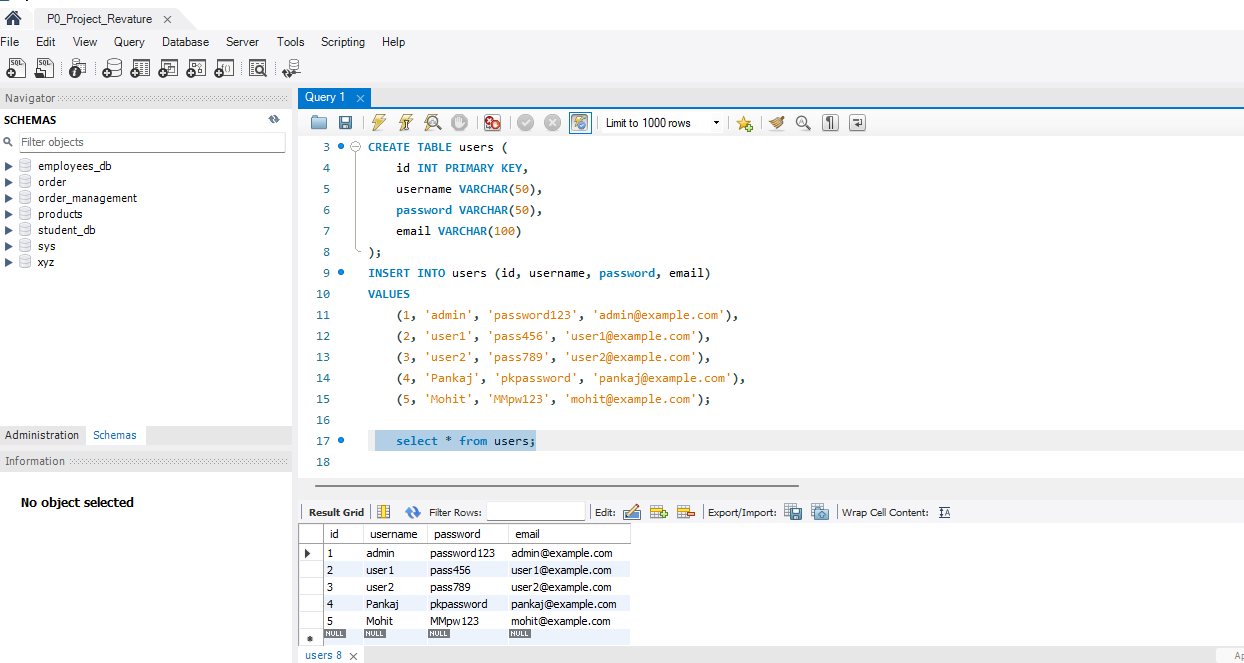 P0_Project_Revature
File Edit View Query Database Server Tools Scripting Help
Navigator
SCHEMAS
Filter objects
employees_db
order
order_management
products
student_db
sys
xyz
Administration Schemas
Information
No object selected
Query 1
Limit to 1000 rows
3 CREATE TABLE users (
4 id INT PRIMARY KEY,
5 username VARCHAR(50),
6 password VARCHAR(50),
7 email VARCHAR(100)
8 );
9 INSERT INTO users (id, username, password, email)
10 VALUES
11 (1, 'admin', 'password123', 'admin@example.com'),
12 (2, 'user1', 'pass456', 'user1@example.com'),
13 (3, 'user2', 'pass789', 'user2@example.com'),
14 (4, 'Pankaj', 'pkpassword', 'pankaj@example.com'),
15 (5, 'Mohit', 'MMpw123', 'mohit@example.com');
16
17 select * from users;
18
Result Grid Filter Rows: Edit: Export/Import: Wrap Cell Content:
id username password email
1 admin password123 admin@example.com
2 user1 pass456 user1@example.com
3 user2 pass789 user2@example.com
4 Pankaj pkpassword pankaj@example.com
5 Mohit MMpw123 mohit@example.com
NULL NULL NULL NULL
users 8